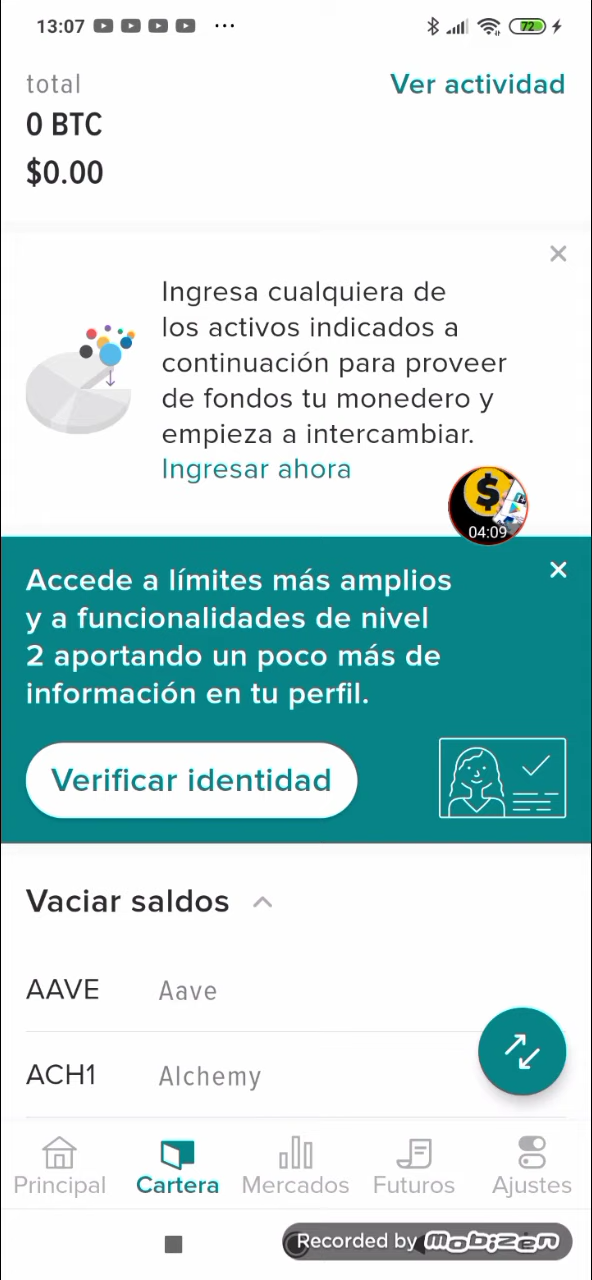 13:07 ... 72
total
Ver actividad
0 BTC
$0.00
Ingresa cualquiera de
los activos indicados a
continuación para proveer
de fondos tu monedero y
empieza a intercambiar.
Ingresar ahora
$
04:09
Accede a límites más amplios
y a funcionalidades de nivel
2 aportando un poco más de
información en tu perfil.
Verificar identidad
Vaciar saldos
AAVE Aave
ACH1 Alchemy
Principal Cartera Mercados Futuros Ajustes
Recorded by mobizen